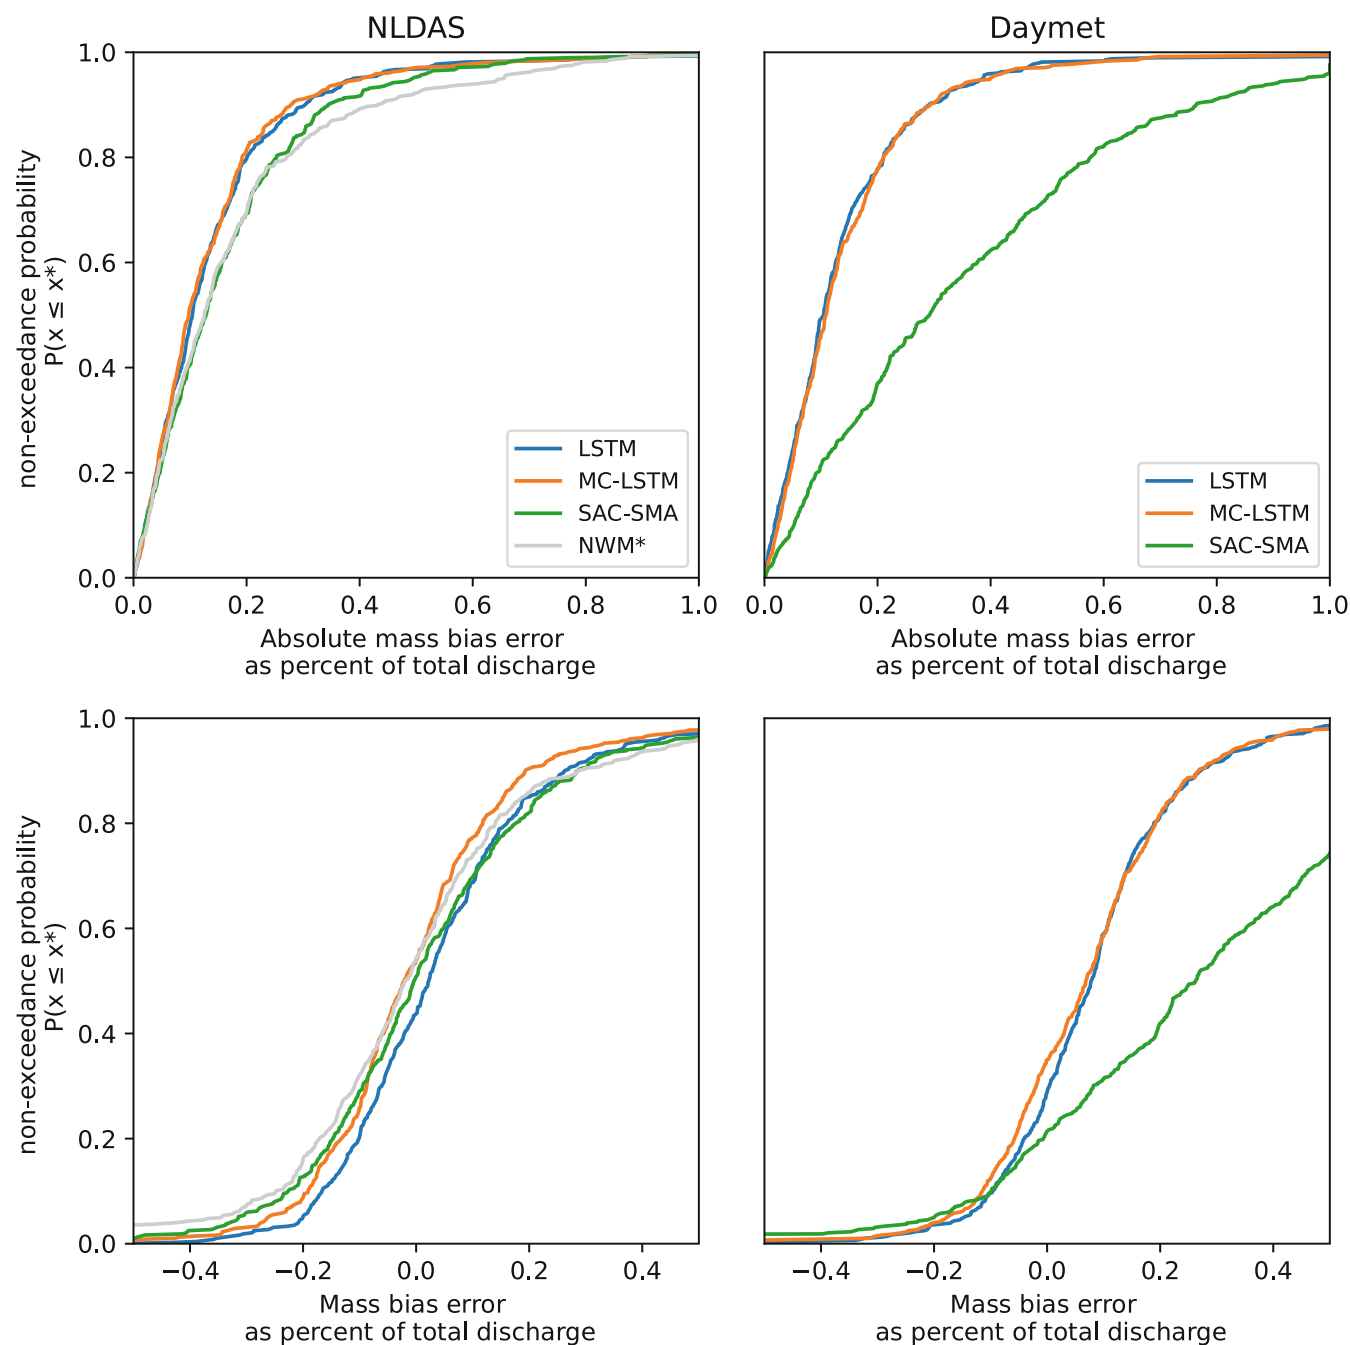 NLDAS
Daymet
1.0
0.8
0.6
0.4
0.2
0.0
non-exceedance probability
P(x ≤ x*)
LSTM
MC-LSTM
SAC-SMA
NWM*
LSTM
MC-LSTM
SAC-SMA
0.0 0.2 0.4 0.6 0.8 1.0
0.0 0.2 0.4 0.6 0.8 1.0
Absolute mass bias error
as percent of total discharge
Absolute mass bias error
as percent of total discharge
1.0
0.8
0.6
0.4
0.2
0.0
non-exceedance probability
P(x ≤ x*)
−0.4 −0.2 0.0 0.2 0.4
−0.4 −0.2 0.0 0.2 0.4
Mass bias error
as percent of total discharge
Mass bias error
as percent of total discharge